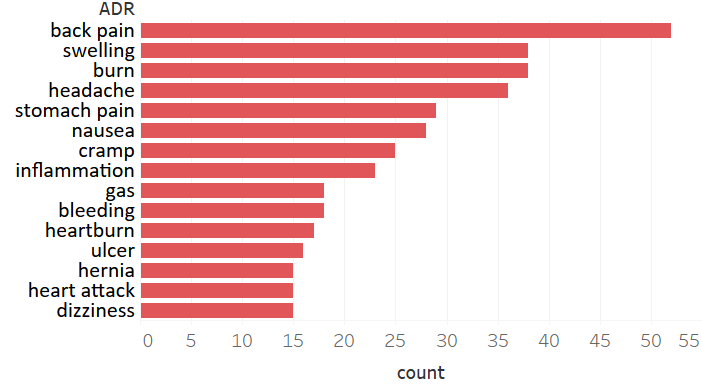 ADR
back pain
swelling
burn
headache
stomach pain
nausea
cramp
inflammation
gas
bleeding
heartburn
ulcer
hernia
heart attack
dizziness
0 5 10 15 20 25 30 35 40 45 50 55
count